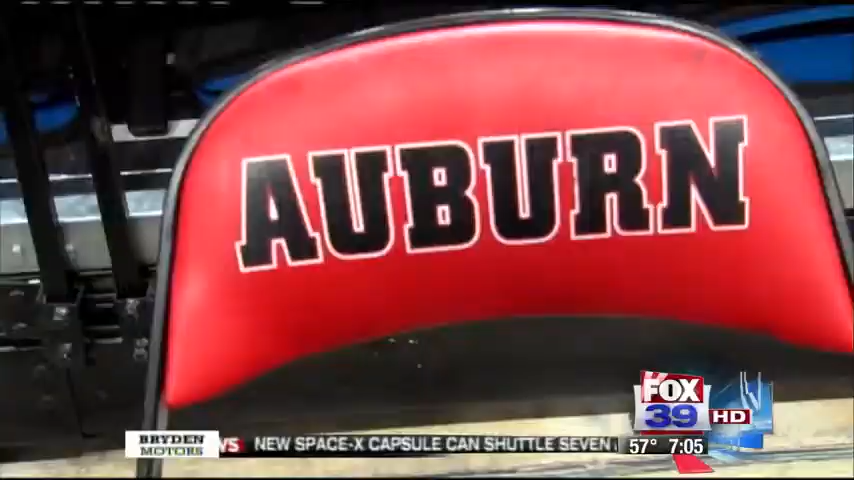 AUBURN
FOX
39
HD
BRYDEN
MOTORS
NEW SPACE-X CAPSULE CAN SHUTTLE SEVEN
57° 7:05